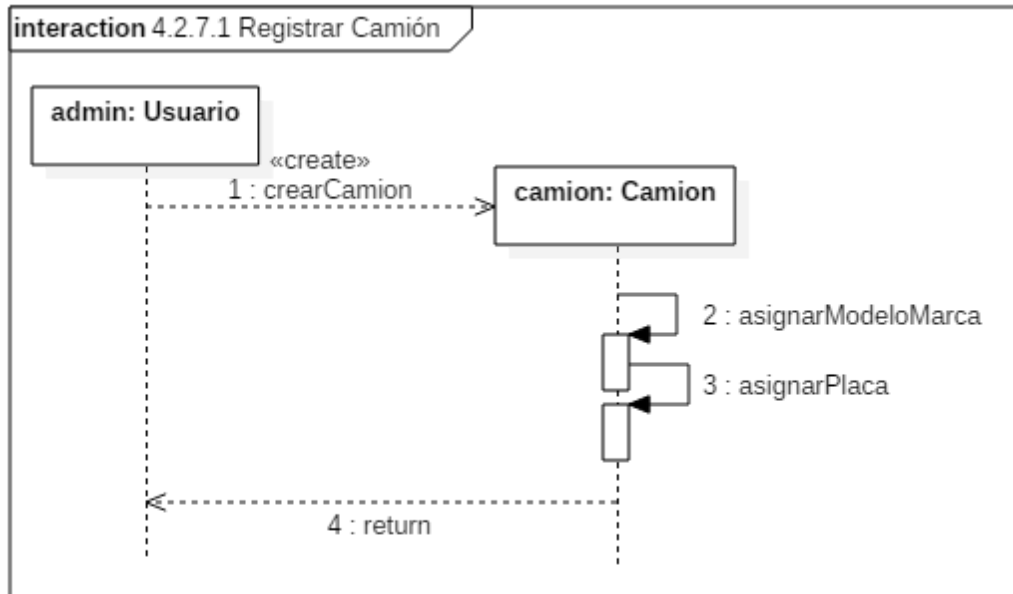 interaction 4.2.7.1 Registrar Camión
admin: Usuario
«create»
1 : crearCamion
camion: Camion
2 : asignarModeloMarca
3 : asignarPlaca
4 : return